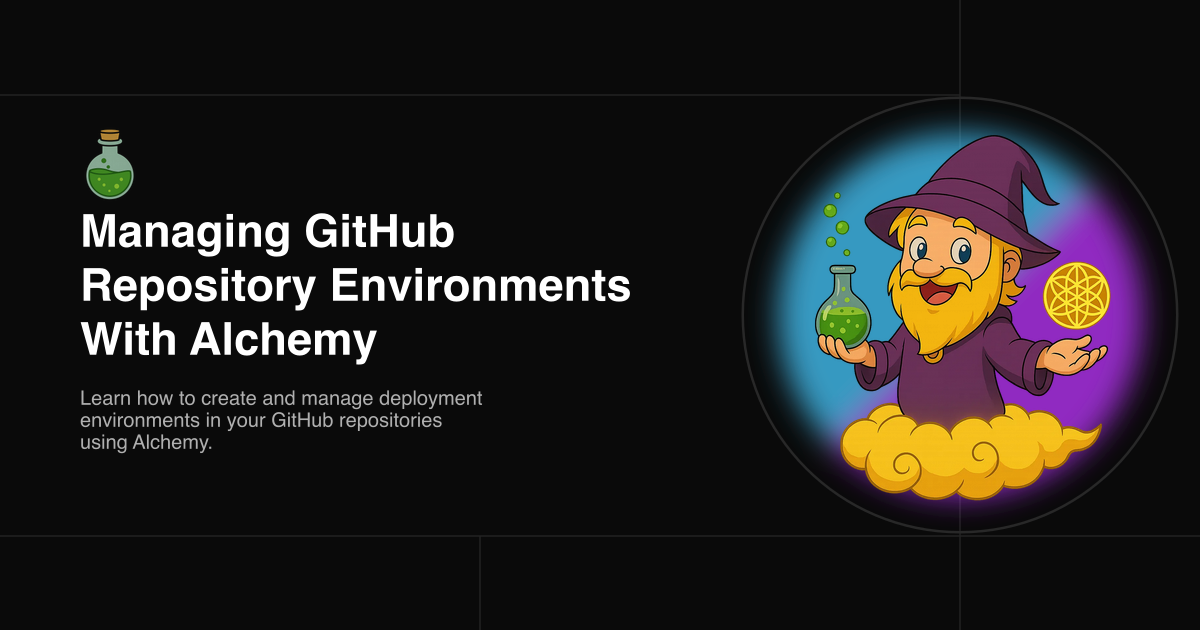 Managing GitHub
Repository Environments
With Alchemy
Learn how to create and manage deployment
environments in your GitHub repositories
using Alchemy.